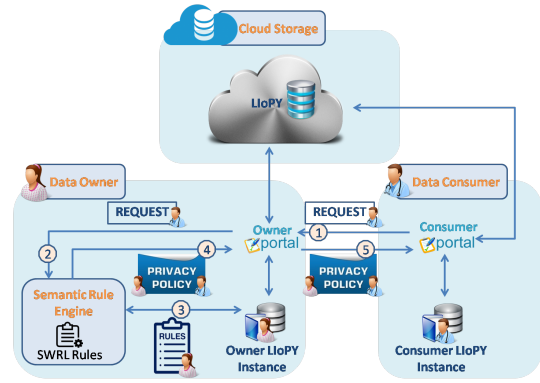 Cloud Storage
LIoPY
Data Owner
Data Consumer
REQUEST
REQUEST
1
Owner
portal
Consumer
portal
2
4
5
PRIVACY
POLICY
PRIVACY
POLICY
Semantic Rule
Engine
SWRL Rules
3
RULES
Owner LIoPY
Instance
Consumer LIoPY
Instance